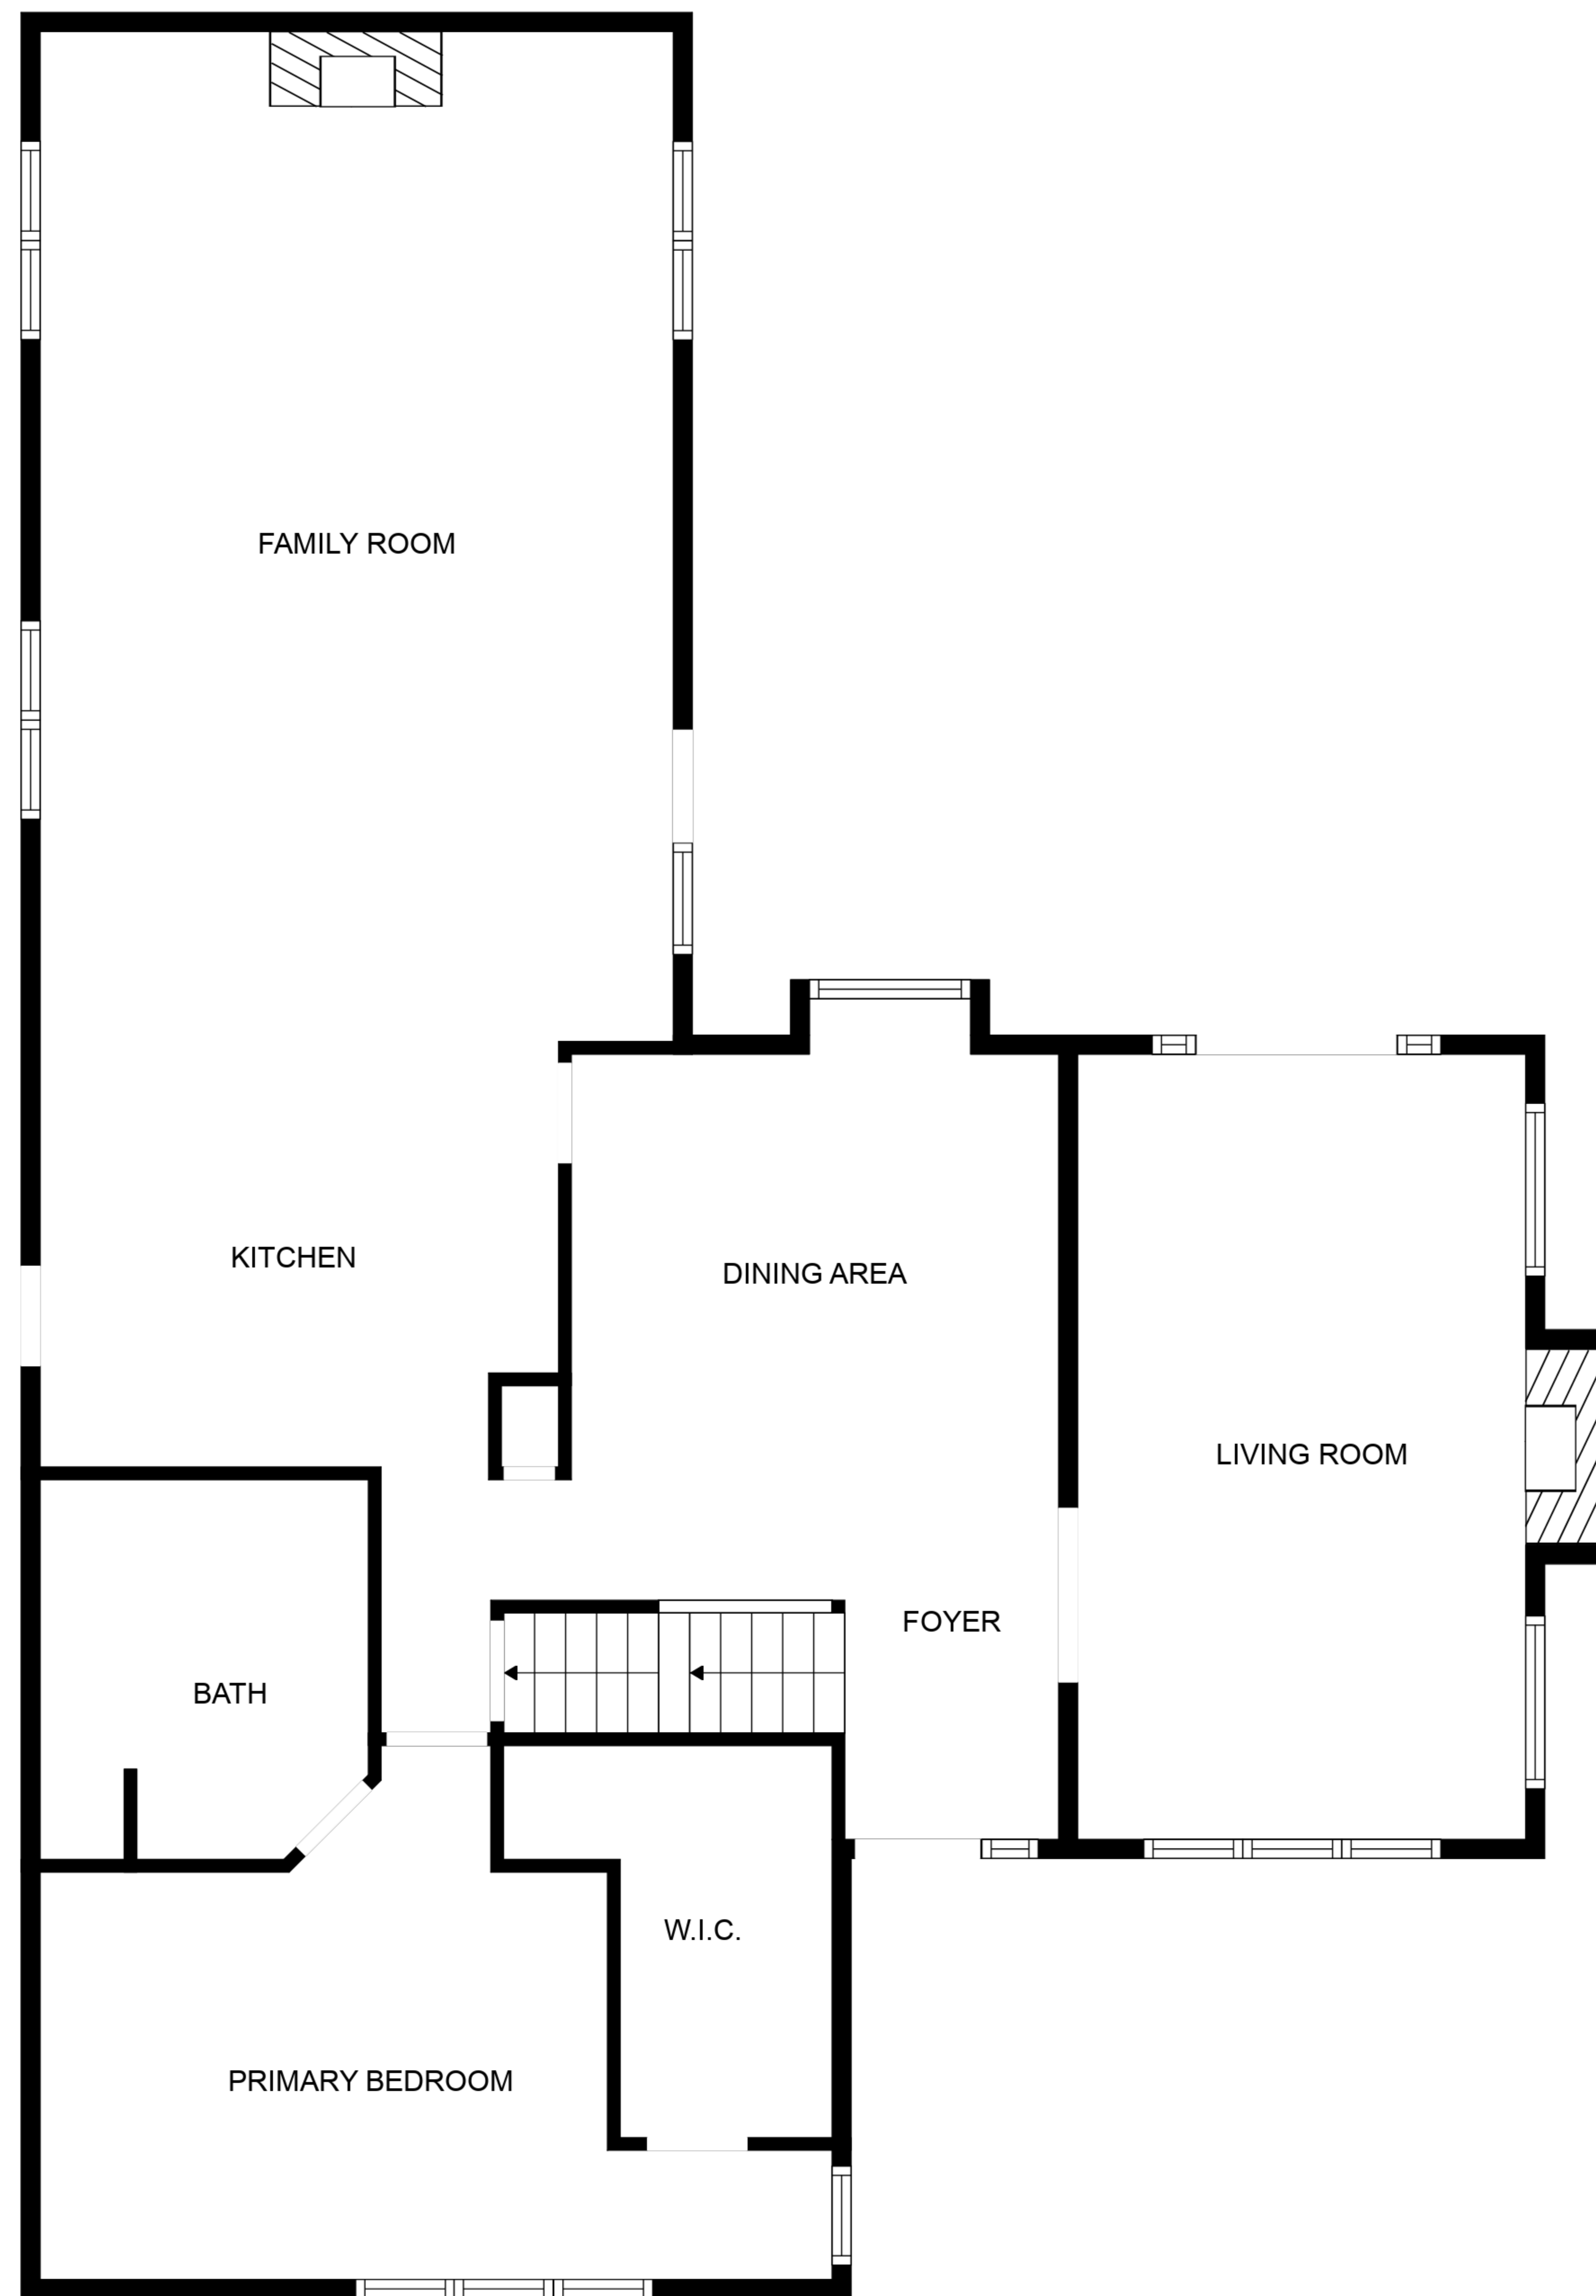 FAMILY ROOM
KITCHEN
DINING AREA
LIVING ROOM
FOYER
BATH
W.I.C.
PRIMARY BEDROOM